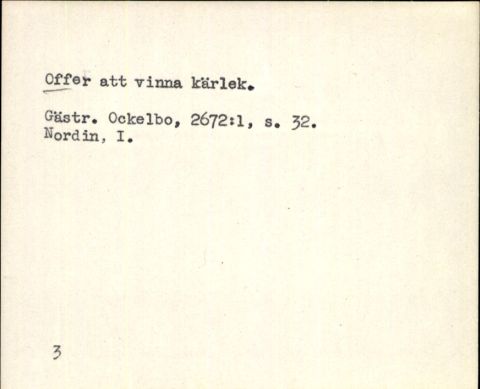 Offer att vinna kärlek.
Gästr. Ockelbo, 2672:1, s. 32.
Nordin, I.
3